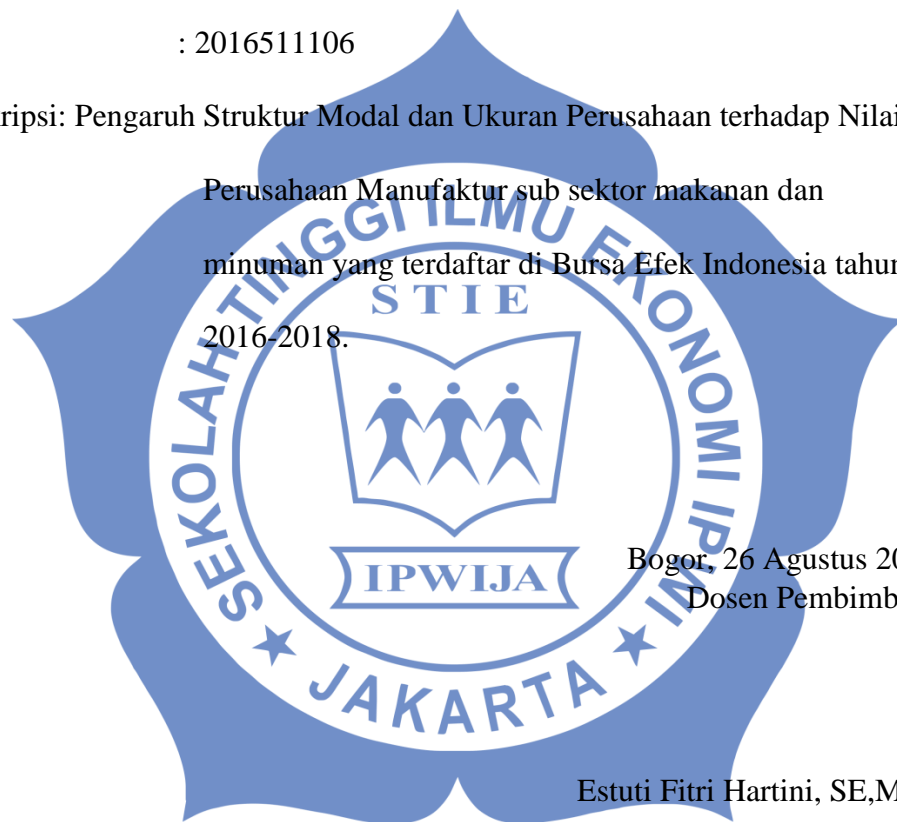 : 2016511106
ripsi: Pengaruh Struktur Modal dan Ukuran Perusahaan terhadap Nilai
Perusahaan Manufaktur sub sektor makanan dan
minuman yang terdaftar di Bursa Efek Indonesia tahun
2016-2018.
SEKOLAH TINGGI ILMU EKONOMI IPWI
STIE
IPWIJA
JAKARTA
Bogor, 26 Agustus 20
Dosen Pembimb
Estuti Fitri Hartini, SE,M